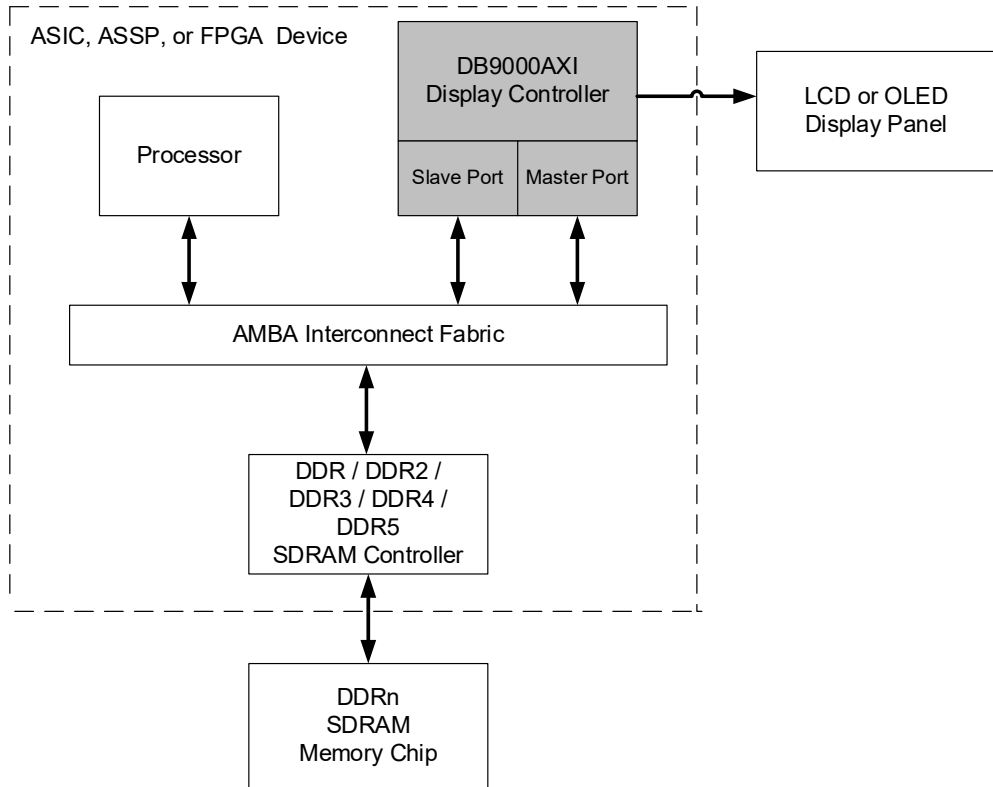 ASIC, ASSP, or FPGA Device
DB9000AXI
Display Controller
LCD or OLED
Display Panel
Processor
Slave Port
Master Port
AMBA Interconnect Fabric
DDR / DDR2 /
DDR3 / DDR4 /
DDR5
SDRAM Controller
DDRn
SDRAM
Memory Chip